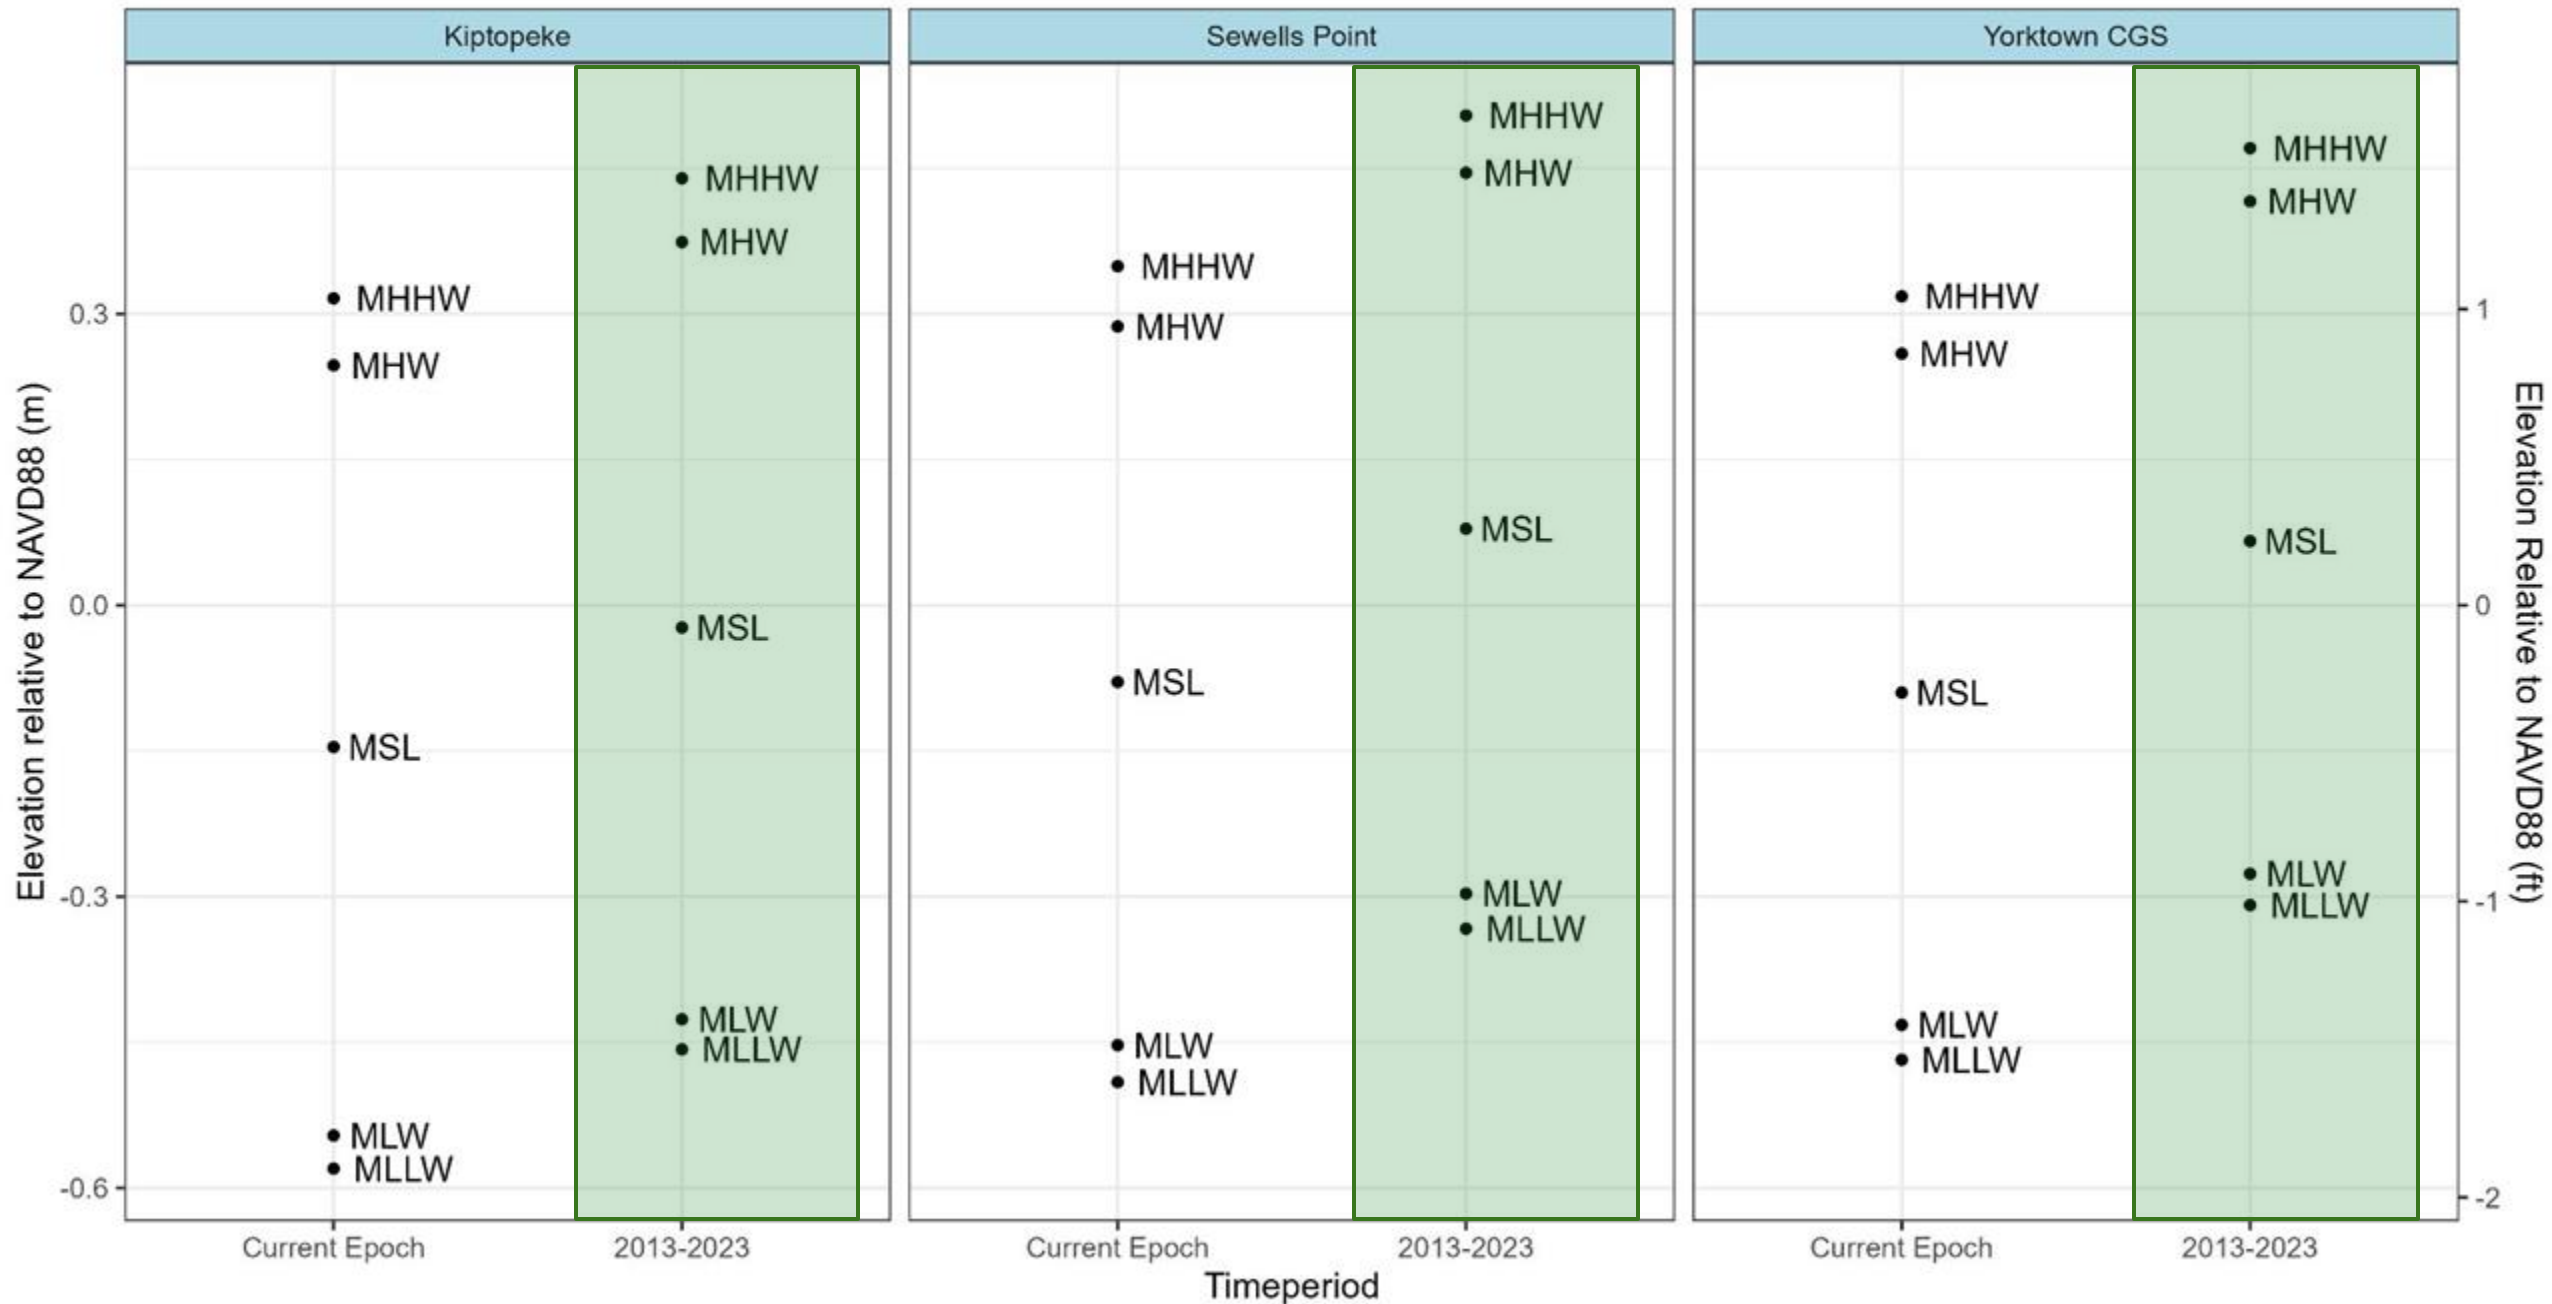 Kiptopeke
Sewells Point
Yorktown CGS
Elevation relative to NAVD88 (m)
0.3
0.0
-0.3
-0.6
MHHW
MHW
MSL
MLW
MLLW
MHHW
MHW
MSL
MLW
MLLW
MHHW
MHW
MSL
MLW
MLLW
MHHW
MHW
MSL
MLW
MLLW
MHHW
MHW
MSL
MLW
MLLW
MHHW
MHW
MSL
MLW
MLLW
1
0
-1
-2
Elevation Relative to NAVD88 (ft)
Current Epoch
2013-2023
Current Epoch
2013-2023
Current Epoch
2013-2023
Timeperiod